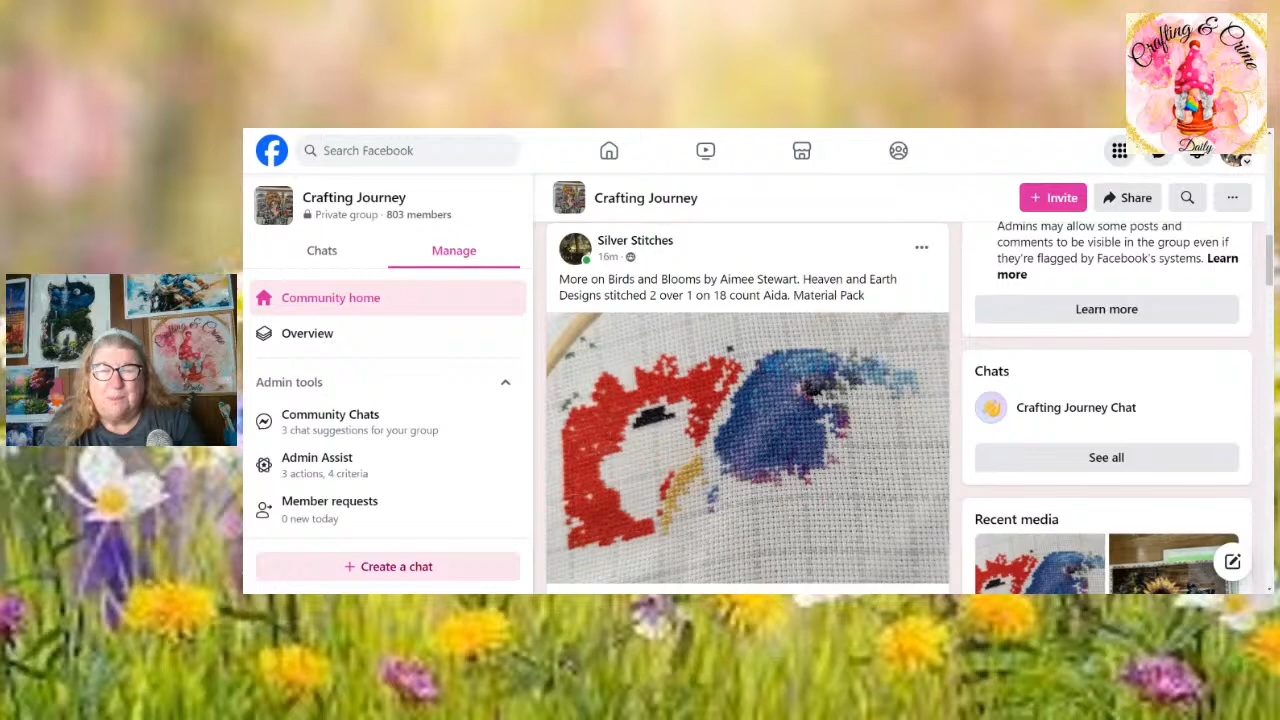 Crafting & Crime
Daily
Search Facebook
Crafting Journey
Private group · 803 members
Chats
Manage
Community home
Overview
Admin tools
Community Chats
3 chat suggestions for your group
Admin Assist
3 actions, 4 criteria
Member requests
0 new today
+ Create a chat
Crafting Journey
+ Invite
Share
Silver Stitches
16m ·
More on Birds and Blooms by Aimee Stewart. Heaven and Earth
Designs stitched 2 over 1 on 18 count Aida. Material Pack
Admins may allow some posts and
comments to be visible in the group even if
they're flagged by Facebook's systems. Learn
more
Learn more
Chats
Crafting Journey Chat
See all
Recent media
Crafting & Crime
Daily